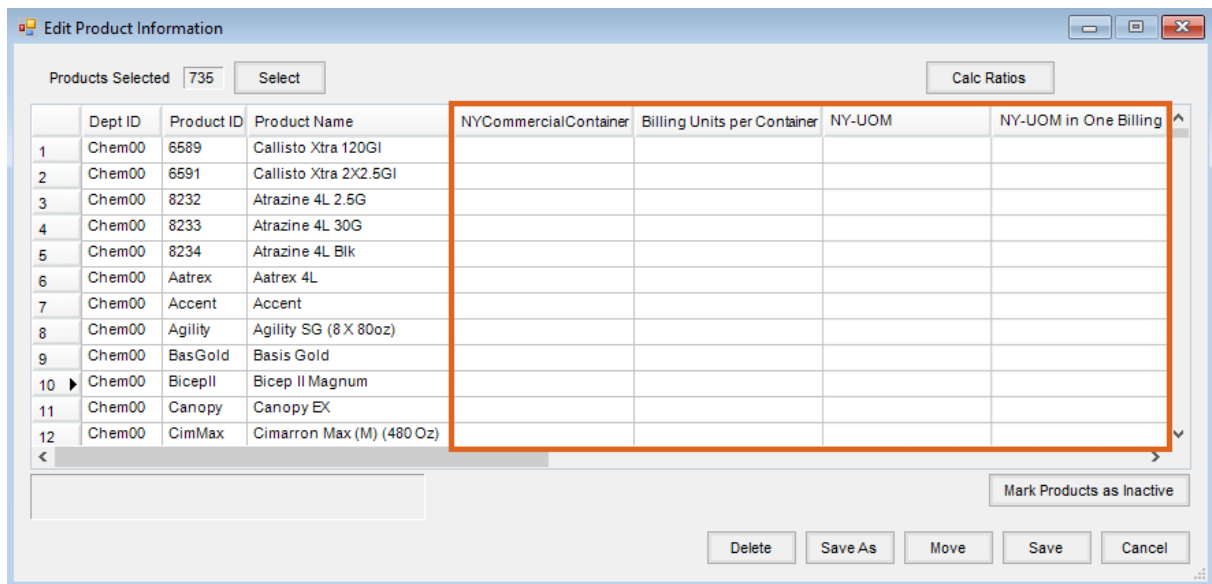 Edit Product Information
Products Selected 735 Select Calc Ratios
Dept ID Product ID Product Name NYCommercialContainer Billing Units per Container NY-UOM NY-UOM in One Billing
1 Chem00 6589 Callisto Xtra 120Gl
2 Chem00 6591 Callisto Xtra 2X2.5Gl
3 Chem00 8232 Atrazine 4L 2.5G
4 Chem00 8233 Atrazine 4L 30G
5 Chem00 8234 Atrazine 4L Blk
6 Chem00 Aatrex Aatrex 4L
7 Chem00 Accent Accent
8 Chem00 Agility Agility SG (8 X 80oz)
9 Chem00 BasGold Basis Gold
10 Chem00 BicepII Bicep II Magnum
11 Chem00 Canopy Canopy EX
12 Chem00 CimMax Cimarron Max (M) (480 Oz)
Mark Products as Inactive
Delete Save As Move Save Cancel